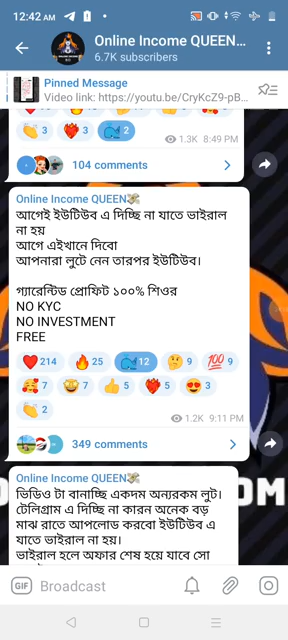 12:42 AM
Online Income QUEEN...
6.7K subscribers
Pinned Message
Video link: https://youtu.be/CryKcZ9-pB...
3 3 2
1.3K 8:49 PM
104 comments
Online Income QUEEN💸
আগেই ইউটিউব এ দিচ্ছি না যাতে ভাইরাল
না হয়
আগে এইখানে দিবো
আপনারা লুটে নেন তারপর ইউটিউব।
গ্যারেন্টিড প্রোফিট ১০০% শিওর
NO KYC
NO INVESTMENT
FREE
214 25 12 9 💯 9
7 7 5 5 3
2
1.2K 9:11 PM
349 comments
Online Income QUEEN💸
ভিডিও টা বানাচ্ছি একদম অন্যরকম লুট।
টেলিগ্রাম এ দিচ্ছি না কারন অনেক বড়
মাঝ রাতে আপলোড করবো ইউটিউব এ
যাতে ভাইরাল না হয়।
ভাইরাল হলে অফার শেষ হয়ে যাবে সো
GIF Broadcast